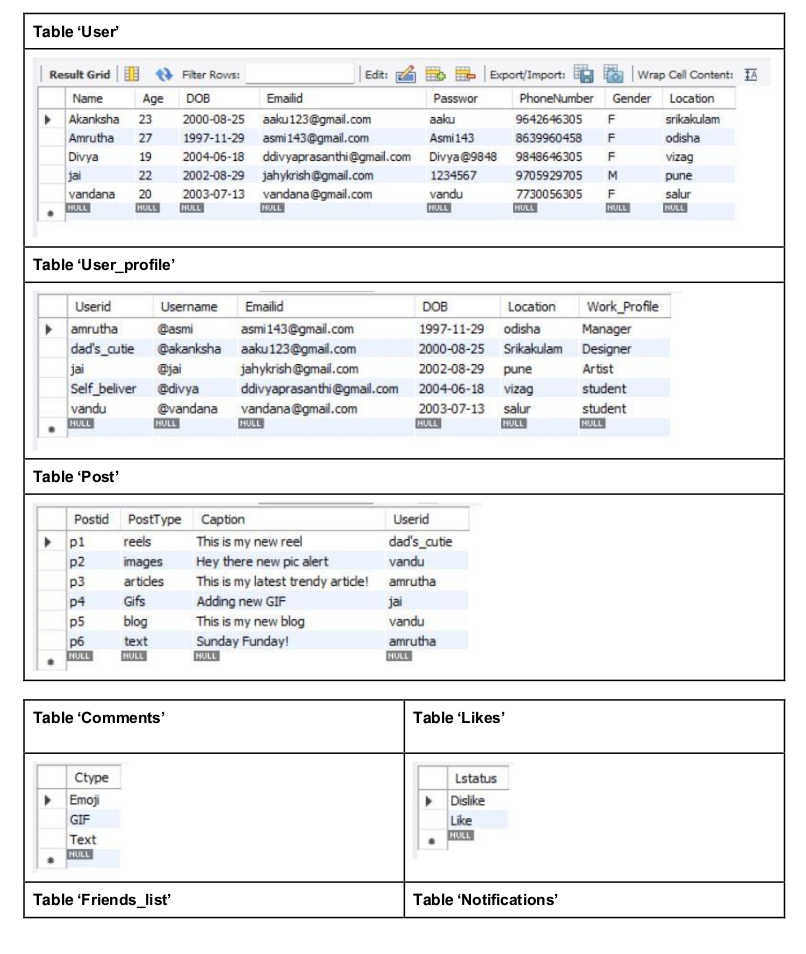 Table ‘User’
Result Grid Filter Rows: Edit: Export/Import: Wrap Cell Content: IA
Name Age DOB Emailid Passwor PhoneNumber Gender Location
Akanksha 23 2000-08-25 aaku123@gmail.com aaku 9642646305 F srikakulam
Amrutha 27 1997-11-29 asmi143@gmail.com Asmi143 8639960458 F odisha
Divya 19 2004-06-18 ddivyaprasanthi@gmail.com Divya@9848 9848646305 F vizag
jai 22 2002-08-29 jahykrish@gmail.com 1234567 9705929705 M pune
vandana 20 2003-07-13 vandana@gmail.com vandu 7730056305 F salur
NULL NULL NULL NULL NULL NULL NULL NULL
Table ‘User_profile’
Userid Username Emailid DOB Location Work_Profile
amrutha @asmi asmi143@gmail.com 1997-11-29 odisha Manager
dad's_cutie @akanksha aaku123@gmail.com 2000-08-25 Srikakulam Designer
jai @jai jahykrish@gmail.com 2002-08-29 pune Artist
Self_beliver @divya ddivyaprasanthi@gmail.com 2004-06-18 vizag student
vandu @vandana vandana@gmail.com 2003-07-13 salur student
NULL NULL NULL NULL NULL NULL
Table ‘Post’
Postid PostType Caption Userid
p1 reels This is my new reel dad's_cutie
p2 images Hey there new pic alert vandu
p3 articles This is my latest trendy article! amrutha
p4 Gifs Adding new GIF jai
p5 blog This is my new blog vandu
p6 text Sunday Funday! amrutha
NULL NULL NULL NULL
Table ‘Comments’ Table ‘Likes’
Ctype
Emoji
GIF
Text
NULL
Lstatus
Dislike
Like
NULL
Table ‘Friends_list’ Table ‘Notifications’